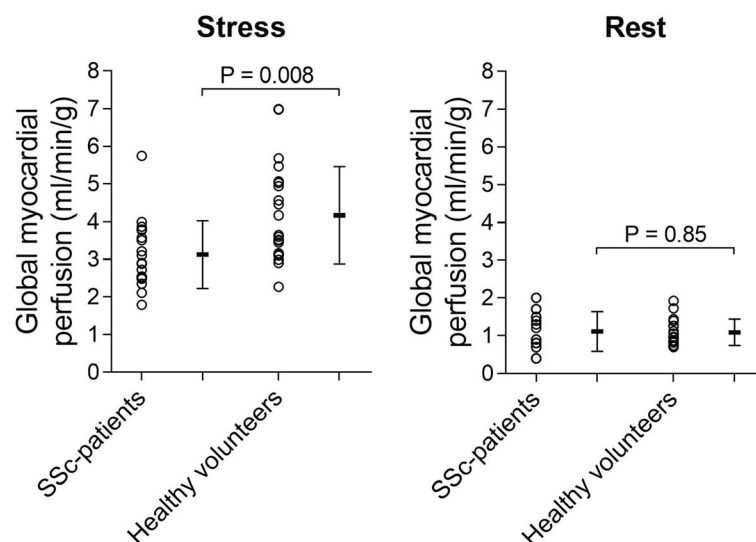 Stress
Global myocardial
perfusion (ml/min/g)
8
7
6
5
4
3
2
1
0
P = 0.008
SSc-patients
Healthy volunteers
Rest
Global myocardial
perfusion (ml/min/g)
8
7
6
5
4
3
2
1
0
P = 0.85
SSc-patients
Healthy volunteers